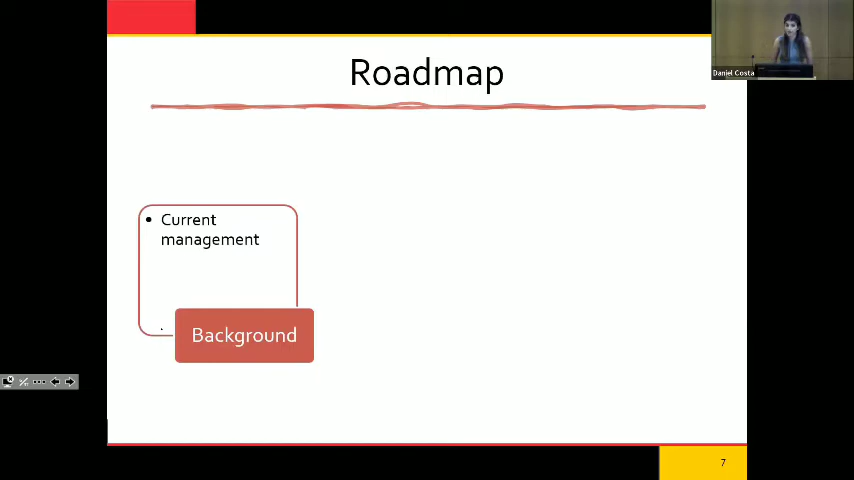 Roadmap
Daniel Costa
• Current
management
Background
7